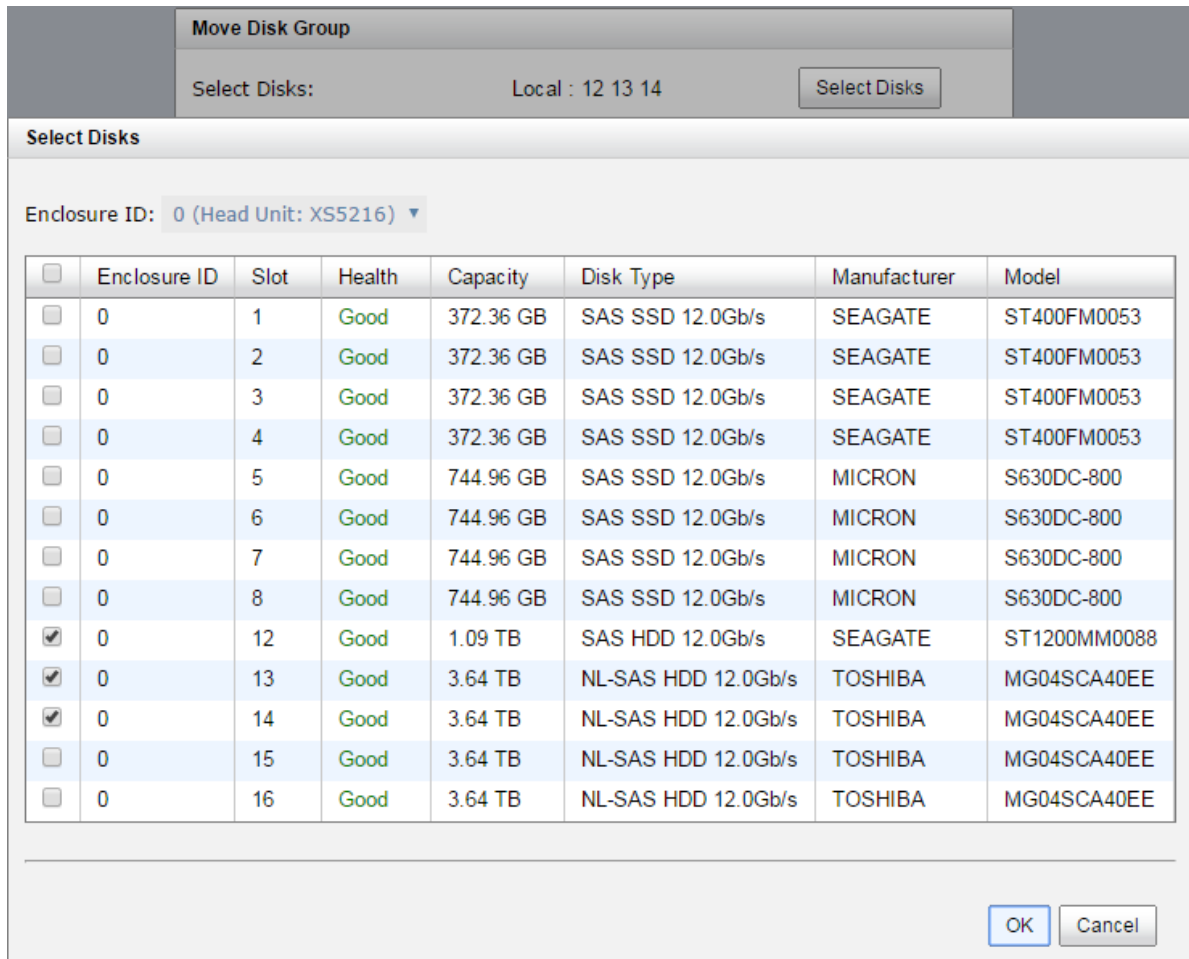 Move Disk Group
Select Disks: Local : 12 13 14 Select Disks
Select Disks
Enclosure ID: 0 (Head Unit: XS5216)
Enclosure ID Slot Health Capacity Disk Type Manufacturer Model
0 1 Good 372.36 GB SAS SSD 12.0Gb/s SEAGATE ST400FM0053
0 2 Good 372.36 GB SAS SSD 12.0Gb/s SEAGATE ST400FM0053
0 3 Good 372.36 GB SAS SSD 12.0Gb/s SEAGATE ST400FM0053
0 4 Good 372.36 GB SAS SSD 12.0Gb/s SEAGATE ST400FM0053
0 5 Good 744.96 GB SAS SSD 12.0Gb/s MICRON S630DC-800
0 6 Good 744.96 GB SAS SSD 12.0Gb/s MICRON S630DC-800
0 7 Good 744.96 GB SAS SSD 12.0Gb/s MICRON S630DC-800
0 8 Good 744.96 GB SAS SSD 12.0Gb/s MICRON S630DC-800
0 12 Good 1.09 TB SAS HDD 12.0Gb/s SEAGATE ST1200MM0088
0 13 Good 3.64 TB NL-SAS HDD 12.0Gb/s TOSHIBA MG04SCA40EE
0 14 Good 3.64 TB NL-SAS HDD 12.0Gb/s TOSHIBA MG04SCA40EE
0 15 Good 3.64 TB NL-SAS HDD 12.0Gb/s TOSHIBA MG04SCA40EE
0 16 Good 3.64 TB NL-SAS HDD 12.0Gb/s TOSHIBA MG04SCA40EE
OK Cancel